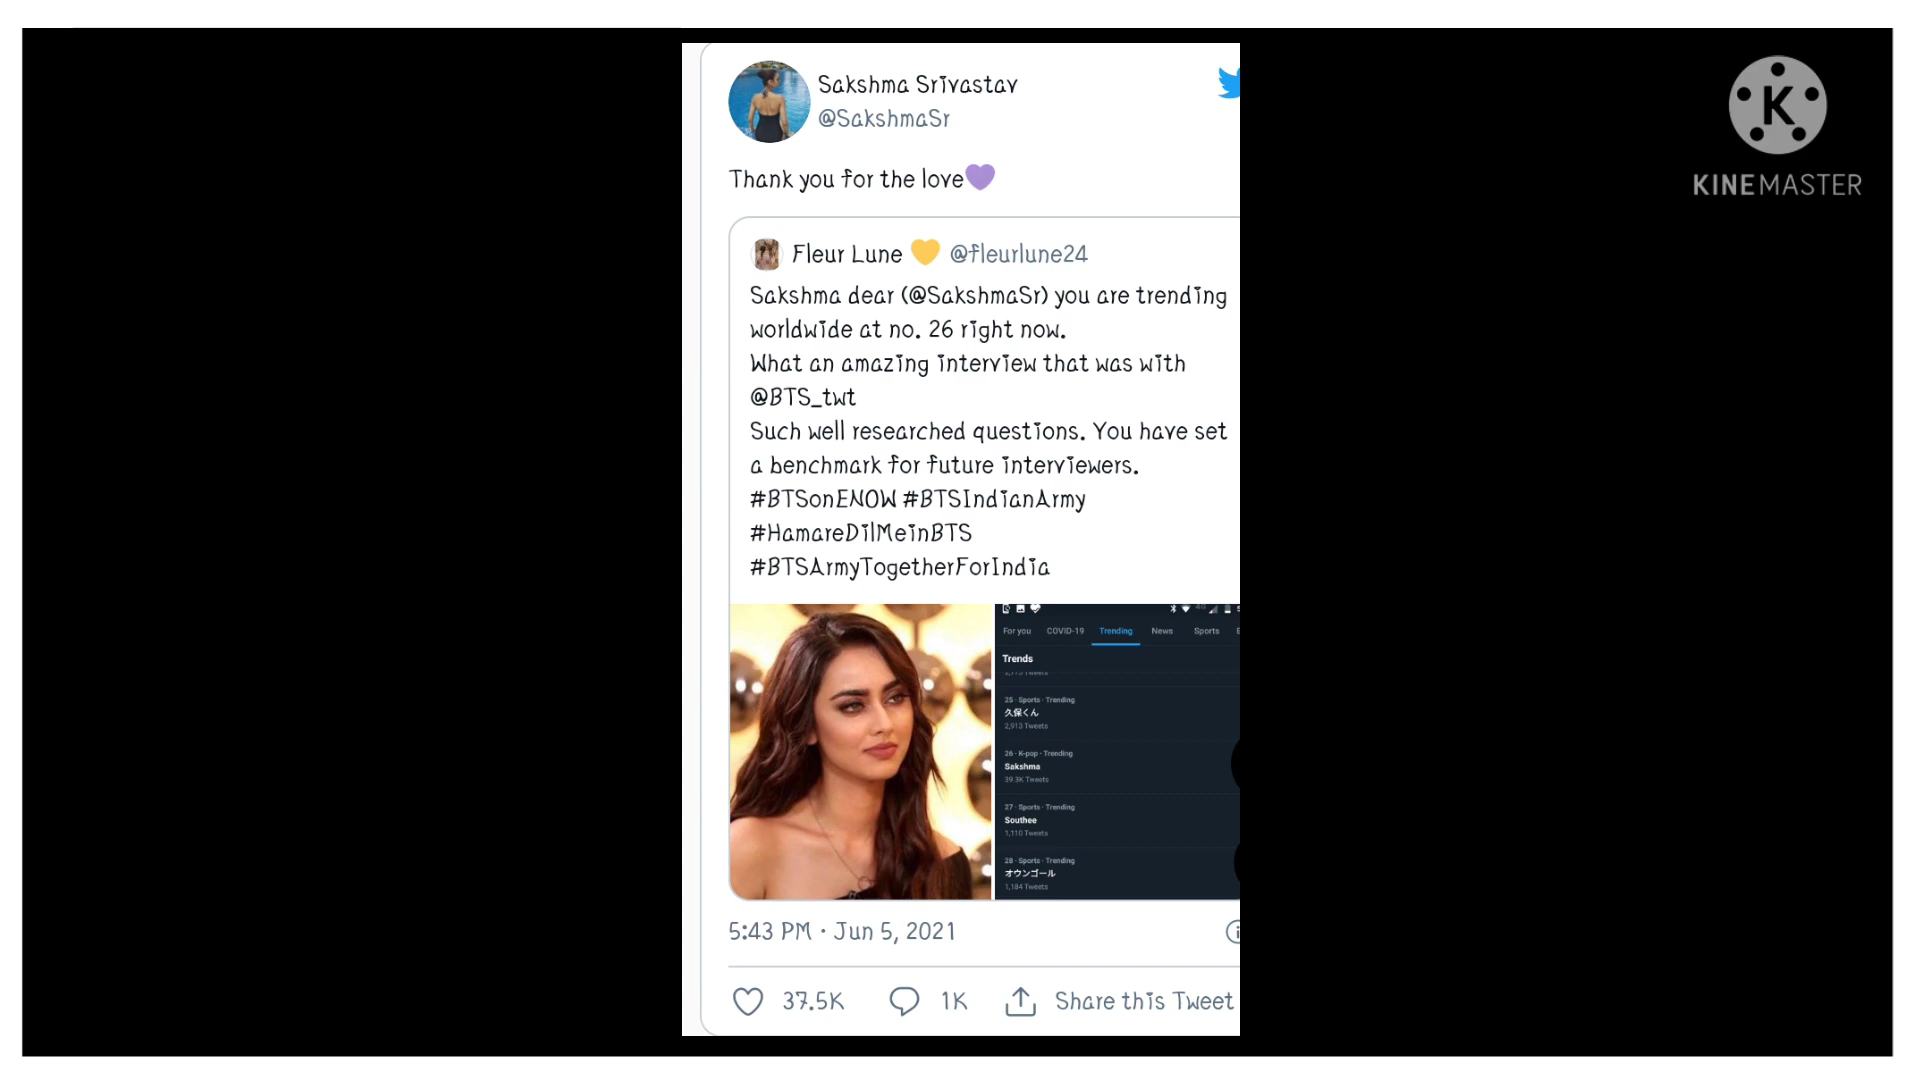 Sakshma Srivastav
@SakshmaSr
Thank you for the love
Fleur Lune @fleurlune24
Sakshma dear (@SakshmaSr) you are trending
worldwide at no. 26 right now.
What an amazing interview that was with
@BTS_twt
Such well researched questions. You have set
a benchmark for future interviewers.
#BTSonENOW #BTSIndianArmy
#HamareDilMeinBTS
#BTSArmyTogetherForIndia
For you COVID-19 Trending News Sports
Trends
25 · Sports · Trending
久保くん
2,913 Tweets
26 · K-pop · Trending
Sakshma
39.3K Tweets
27 · Sports · Trending
Southee
1,110 Tweets
28 · Sports · Trending
オウンゴール
1,184 Tweets
5:43 PM · Jun 5, 2021
37.5K 1K Share this Tweet
K
KINEMASTER